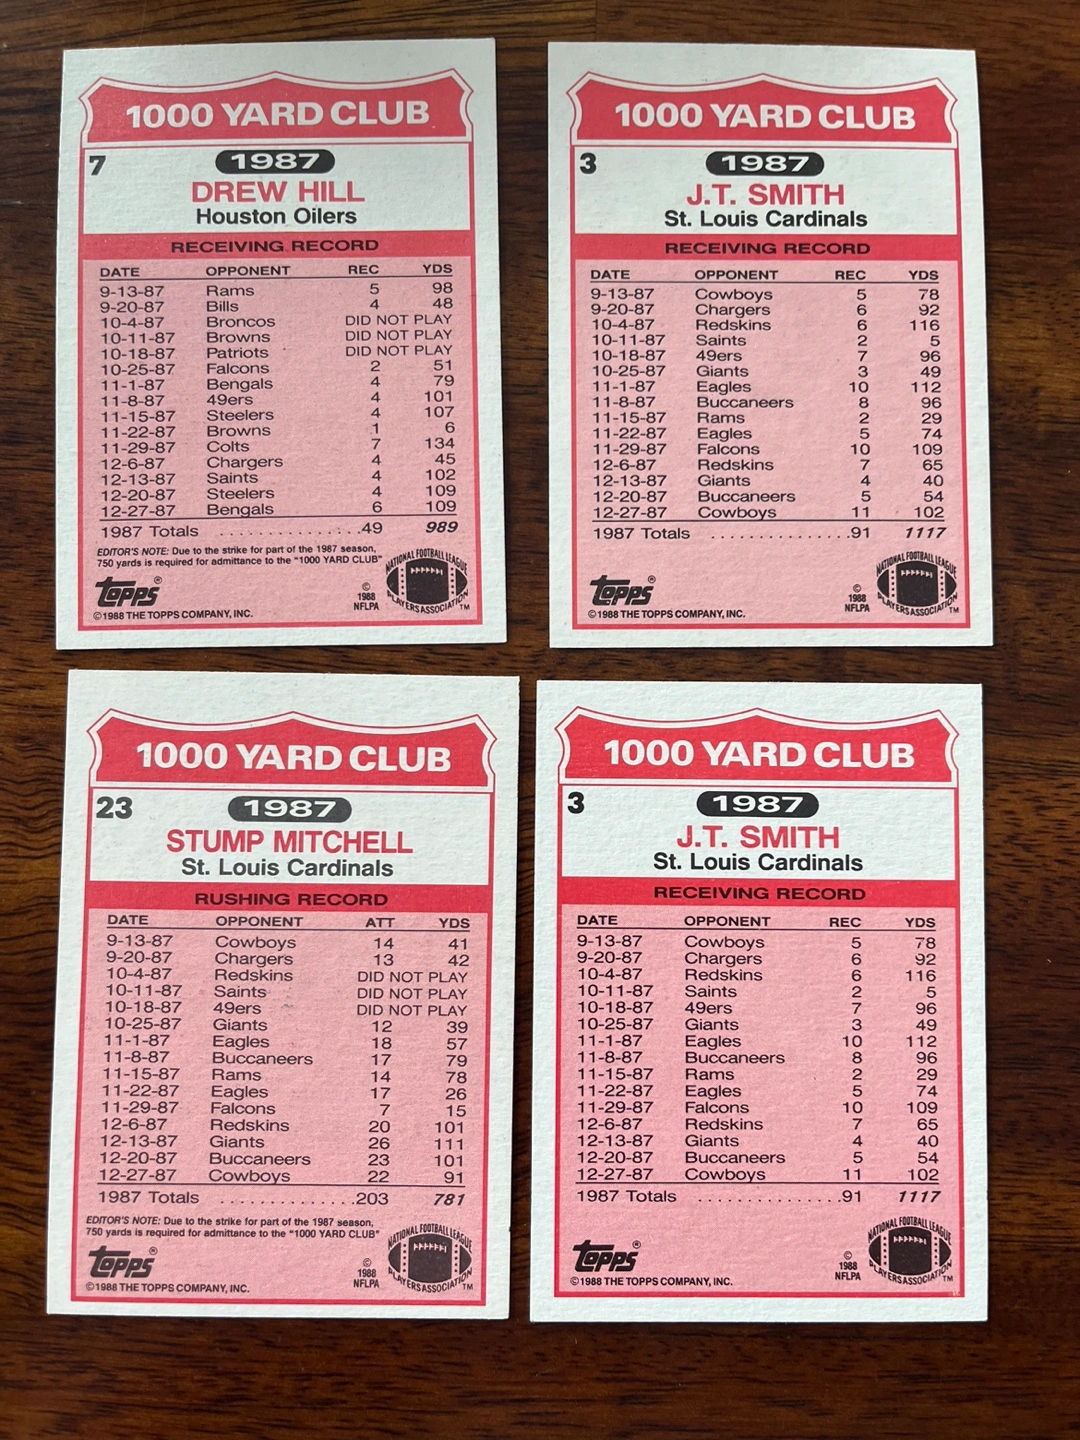 1000 YARD CLUB
7
1987
DREW HILL
Houston Oilers
RECEIVING RECORD
DATE OPPONENT REC YDS
9-13-87 Rams 5 98
9-20-87 Bills 4 48
10-4-87 Broncos DID NOT PLAY
10-11-87 Browns DID NOT PLAY
10-18-87 Patriots DID NOT PLAY
10-25-87 Falcons 2 51
11-1-87 Bengals 4 79
11-8-87 49ers 4 101
11-15-87 Steelers 4 107
11-22-87 Browns 1 6
11-29-87 Colts 7 134
12-6-87 Chargers 4 45
12-13-87 Saints 4 102
12-20-87 Steelers 4 109
12-27-87 Bengals 6 109
1987 Totals ..............49 989
EDITOR'S NOTE: Due to the strike for part of the 1987 season,
750 yards is required for admittance to the "1000 YARD CLUB"
Topps®
©1988 THE TOPPS COMPANY, INC.
© 1988 NFLPA
NATIONAL FOOTBALL LEAGUE
PLAYERS ASSOCIATION TM
1000 YARD CLUB
3
1987
J.T. SMITH
St. Louis Cardinals
RECEIVING RECORD
DATE OPPONENT REC YDS
9-13-87 Cowboys 5 78
9-20-87 Chargers 6 92
10-4-87 Redskins 6 116
10-11-87 Saints 2 5
10-18-87 49ers 7 96
10-25-87 Giants 3 49
11-1-87 Eagles 10 112
11-8-87 Buccaneers 8 96
11-15-87 Rams 2 29
11-22-87 Eagles 5 74
11-29-87 Falcons 10 109
12-6-87 Redskins 7 65
12-13-87 Giants 4 40
12-20-87 Buccaneers 5 54
12-27-87 Cowboys 11 102
1987 Totals ..............91 1117
Topps®
©1988 THE TOPPS COMPANY, INC.
© 1988 NFLPA
NATIONAL FOOTBALL LEAGUE
PLAYERS ASSOCIATION TM
1000 YARD CLUB
23
1987
STUMP MITCHELL
St. Louis Cardinals
RUSHING RECORD
DATE OPPONENT ATT YDS
9-13-87 Cowboys 14 41
9-20-87 Chargers 13 42
10-4-87 Redskins DID NOT PLAY
10-11-87 Saints DID NOT PLAY
10-18-87 49ers DID NOT PLAY
10-25-87 Giants 12 39
11-1-87 Eagles 18 57
11-8-87 Buccaneers 17 79
11-15-87 Rams 14 78
11-22-87 Eagles 17 26
11-29-87 Falcons 7 15
12-6-87 Redskins 20 101
12-13-87 Giants 26 111
12-20-87 Buccaneers 23 101
12-27-87 Cowboys 22 91
1987 Totals ..............203 781
EDITOR'S NOTE: Due to the strike for part of the 1987 season,
750 yards is required for admittance to the "1000 YARD CLUB"
Topps®
©1988 THE TOPPS COMPANY, INC.
© 1988 NFLPA
NATIONAL FOOTBALL LEAGUE
PLAYERS ASSOCIATION TM
1000 YARD CLUB
3
1987
J.T. SMITH
St. Louis Cardinals
RECEIVING RECORD
DATE OPPONENT REC YDS
9-13-87 Cowboys 5 78
9-20-87 Chargers 6 92
10-4-87 Redskins 6 116
10-11-87 Saints 2 5
10-18-87 49ers 7 96
10-25-87 Giants 3 49
11-1-87 Eagles 10 112
11-8-87 Buccaneers 8 96
11-15-87 Rams 2 29
11-22-87 Eagles 5 74
11-29-87 Falcons 10 109
12-6-87 Redskins 7 65
12-13-87 Giants 4 40
12-20-87 Buccaneers 5 54
12-27-87 Cowboys 11 102
1987 Totals ..............91 1117
Topps®
©1988 THE TOPPS COMPANY, INC.
© 1988 NFLPA
NATIONAL FOOTBALL LEAGUE
PLAYERS ASSOCIATION TM